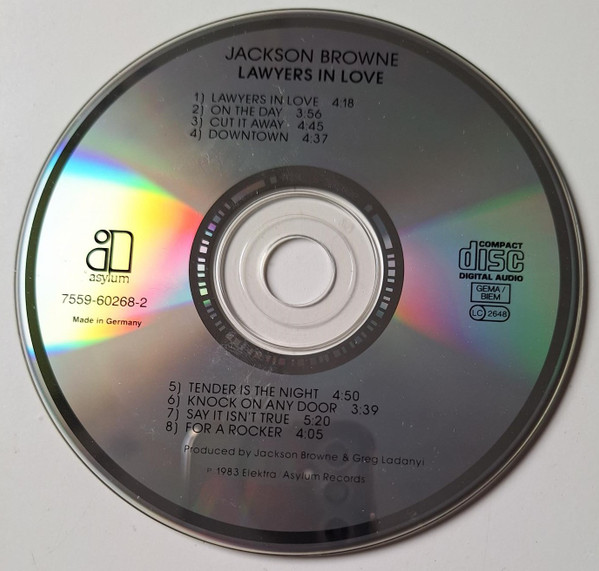 JACKSON BROWNE
LAWYERS IN LOVE
1) LAWYERS IN LOVE 4:18
2) ON THE DAY 3:56
3) CUT IT AWAY 4:45
4) DOWNTOWN 4:37
asylum
7559-60268-2
Made in Germany
COMPACT
disc
DIGITAL AUDIO
GEMA/
BIEM
LC 2648
5) TENDER IS THE NIGHT 4:50
6) KNOCK ON ANY DOOR 3:39
7) SAY IT ISN'T TRUE 5:20
8) FOR A ROCKER 4:05
Produced by Jackson Browne & Greg Ladanyi
℗ 1983 Elektra/Asylum Records